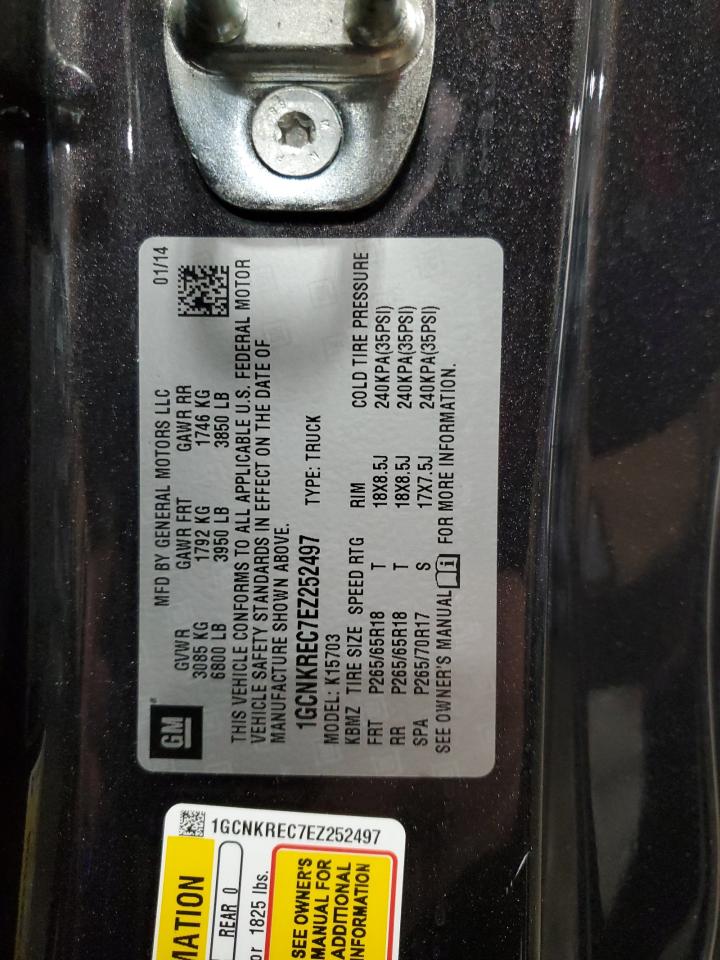 GM
MFD BY GENERAL MOTORS LLC 01/14
GVWR GAWR FRT GAWR RR
3085 KG 1792 KG 1746 KG
6800 LB 3950 LB 3850 LB
THIS VEHICLE CONFORMS TO ALL APPLICABLE U.S. FEDERAL MOTOR
VEHICLE SAFETY STANDARDS IN EFFECT ON THE DATE OF
MANUFACTURE SHOWN ABOVE.
1GCNKREC7EZ252497 TYPE: TRUCK
MODEL: K15703
KBMZ TIRE SIZE SPEED RTG RIM COLD TIRE PRESSURE
FRT P265/65R18 T 18X8.5J 240KPA(35PSI)
RR P265/65R18 T 18X8.5J 240KPA(35PSI)
SPA P265/70R17 S 17X7.5J 240KPA(35PSI)
SEE OWNER'S MANUAL i FOR MORE INFORMATION.
1GCNKREC7EZ252497
MATION
REAR 0
or 1825 lbs.
SEE OWNER'S
MANUAL FOR
ADDITIONAL
INFORMATION